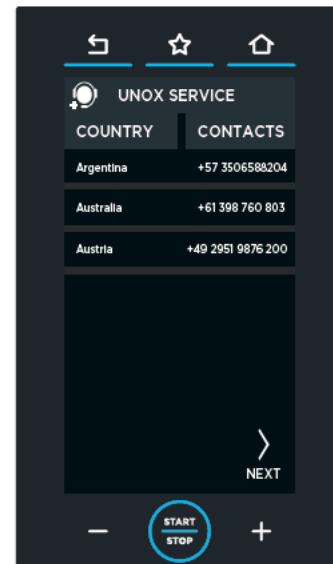 UNOX SERVICE
COUNTRY CONTACTS
Argentina +57 3506588204
Australia +61 398 760 803
Austria +49 2951 9876 200
NEXT
START
STOP